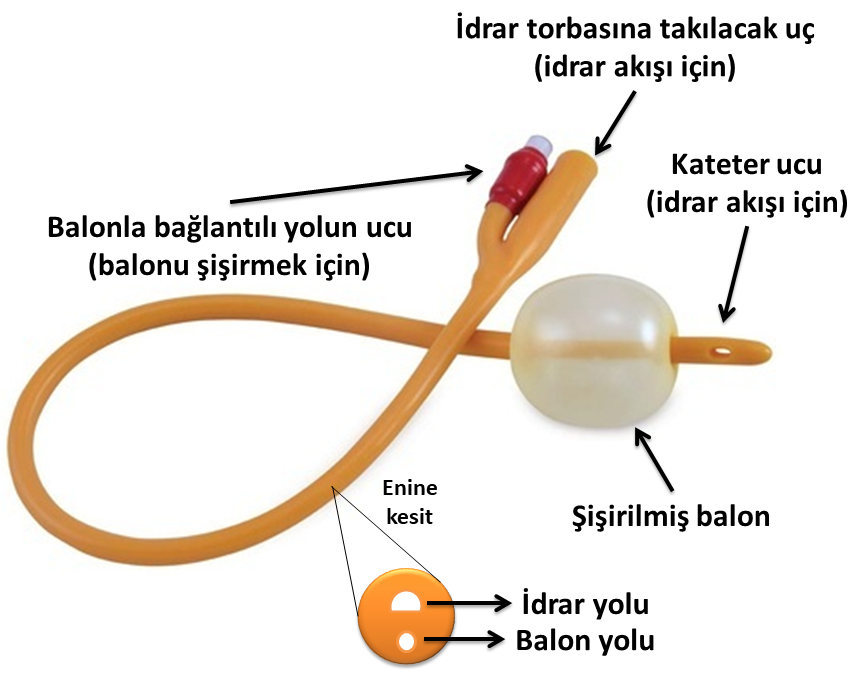 İdrar torbasına takılacak uç
(idrar akışı için)
Kateter ucu
(idrar akışı için)
Balonla bağlantılı yolun ucu
(balonu şişirmek için)
Enine
kesit
Şişirilmiş balon
İdrar yolu
Balon yolu